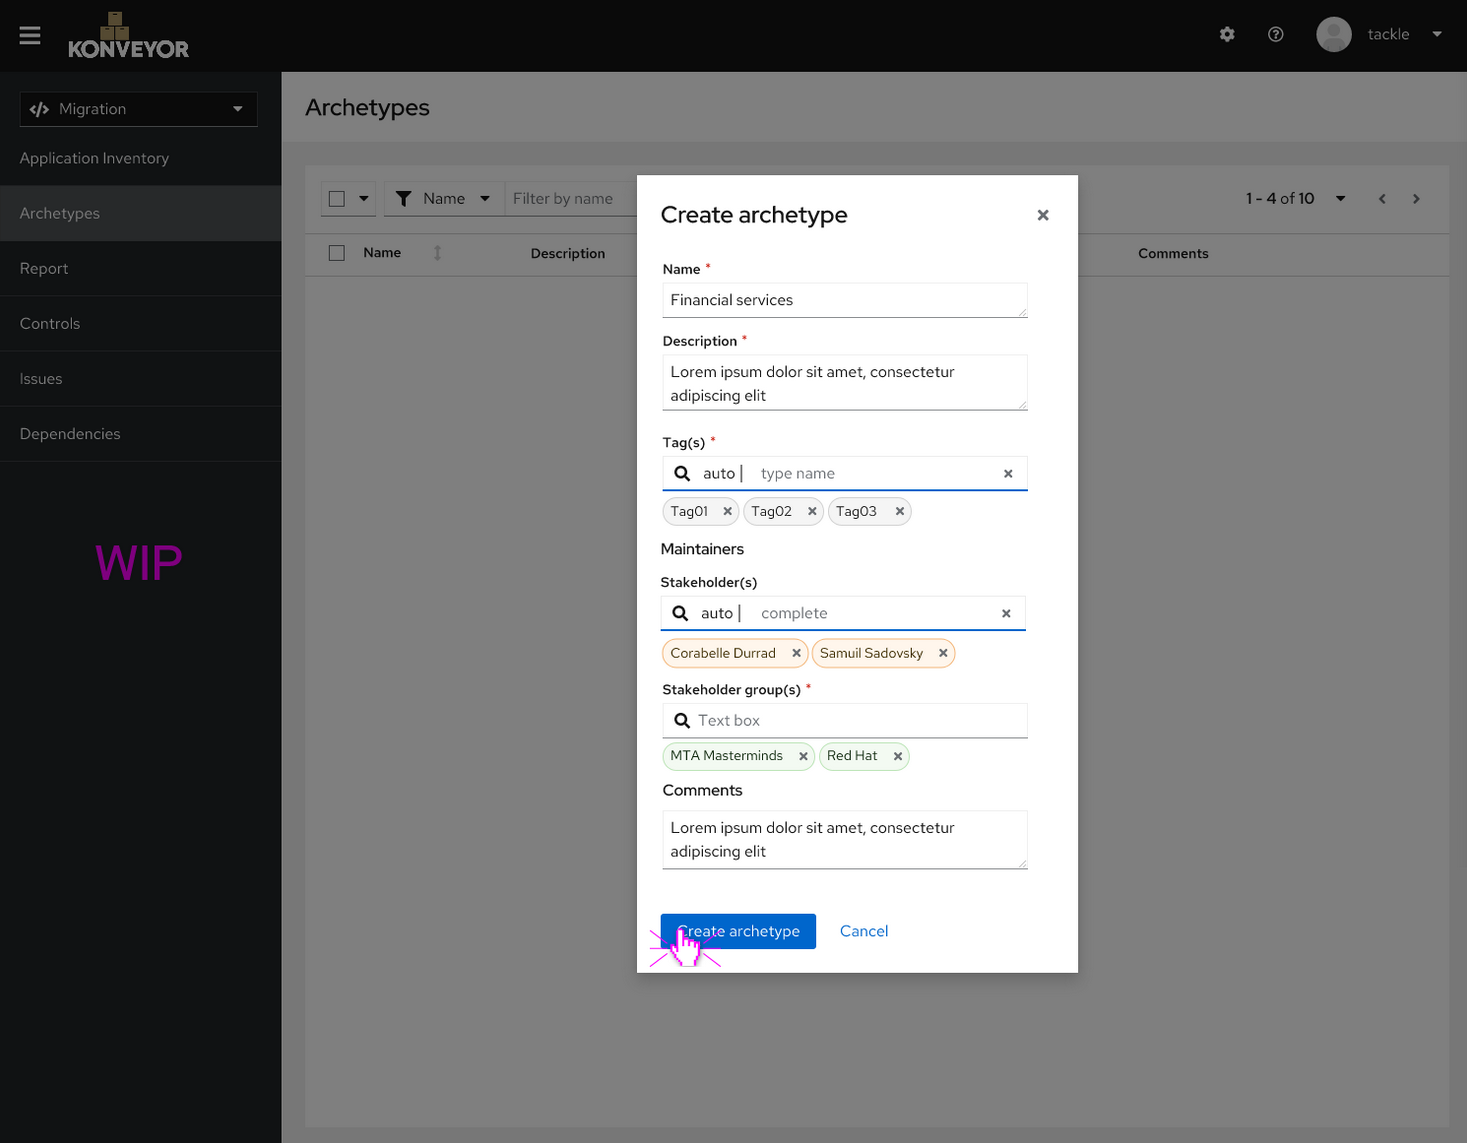 KONVEYOR
tackle
Migration
Application Inventory
Archetypes
Report
Controls
Issues
Dependencies
WIP
Archetypes
Name
Filter by name
1 - 4 of 10
Name
Description
Comments
Create archetype
Name *
Financial services
Description *
Lorem ipsum dolor sit amet, consectetur
adipiscing elit
Tag(s) *
auto | type name
Tag01 Tag02 Tag03
Maintainers
Stakeholder(s)
auto | complete
Corabelle Durrad Samuil Sadovsky
Stakeholder group(s) *
Text box
MTA Masterminds Red Hat
Comments
Lorem ipsum dolor sit amet, consectetur
adipiscing elit
Create archetype Cancel